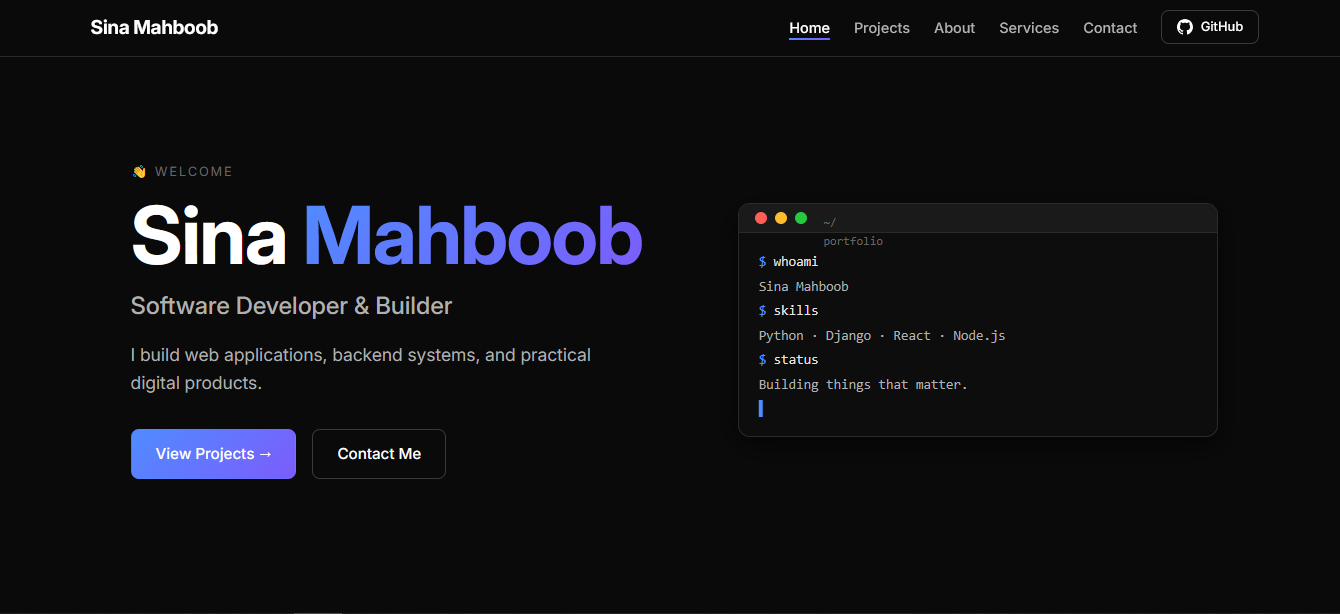 Sina Mahboob
Home Projects About Services Contact GitHub
👋 WELCOME
Sina Mahboob
Software Developer & Builder
I build web applications, backend systems, and practical
digital products.
View Projects → Contact Me
~/
portfolio
$ whoami
Sina Mahboob
$ skills
Python · Django · React · Node.js
$ status
Building things that matter.